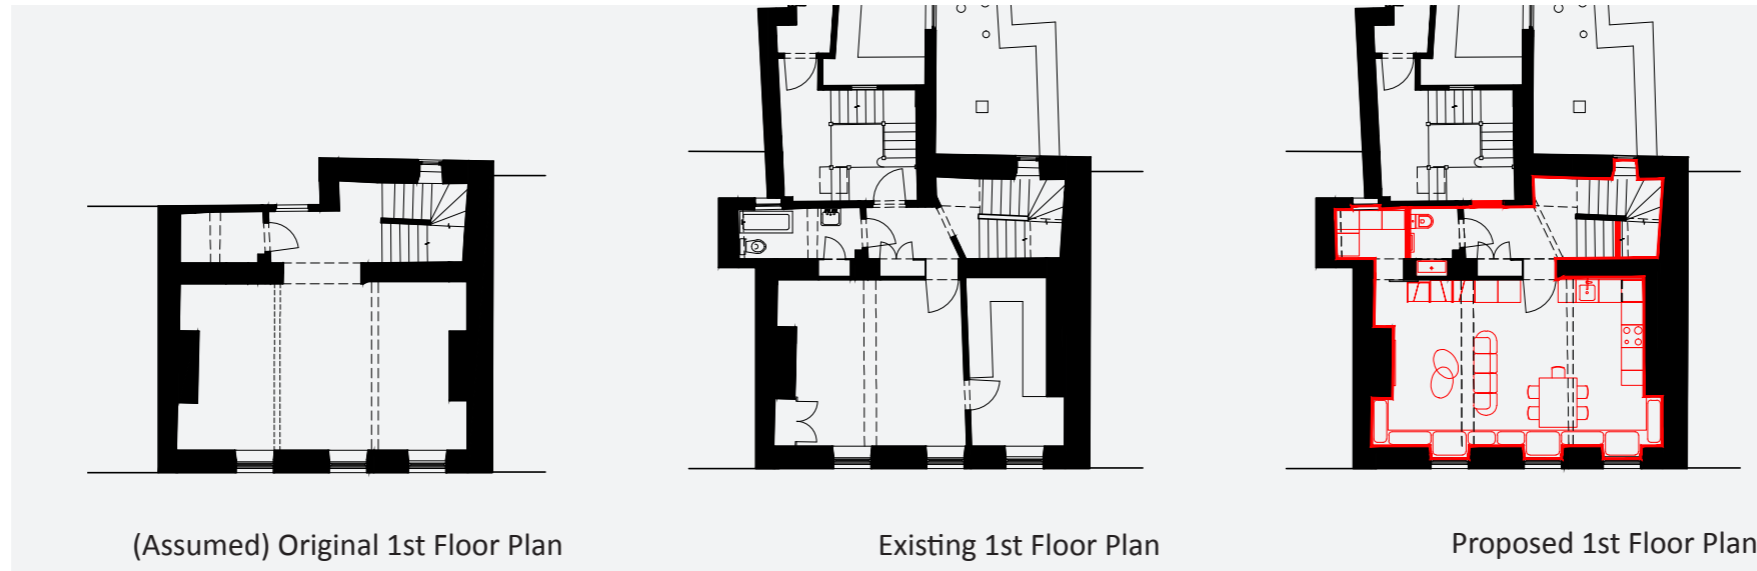 (Assumed) Original 1st Floor Plan
Existing 1st Floor Plan
Proposed 1st Floor Plan